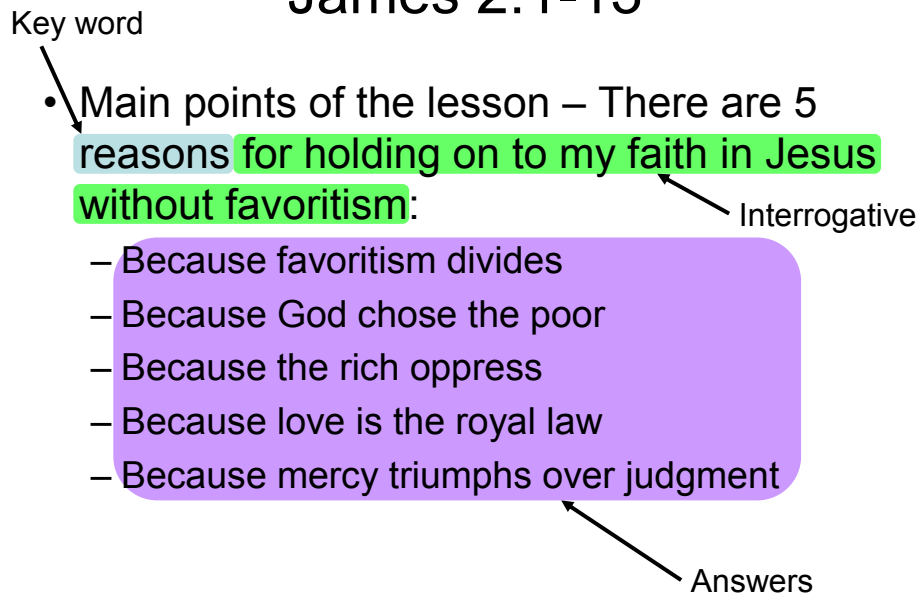 James
Key word
• Main points of the lesson – There are 5
reasons for holding on to my faith in Jesus
without favoritism:
Interrogative
– Because favoritism divides
– Because God chose the poor
– Because the rich oppress
– Because love is the royal law
– Because mercy triumphs over judgment
Answers